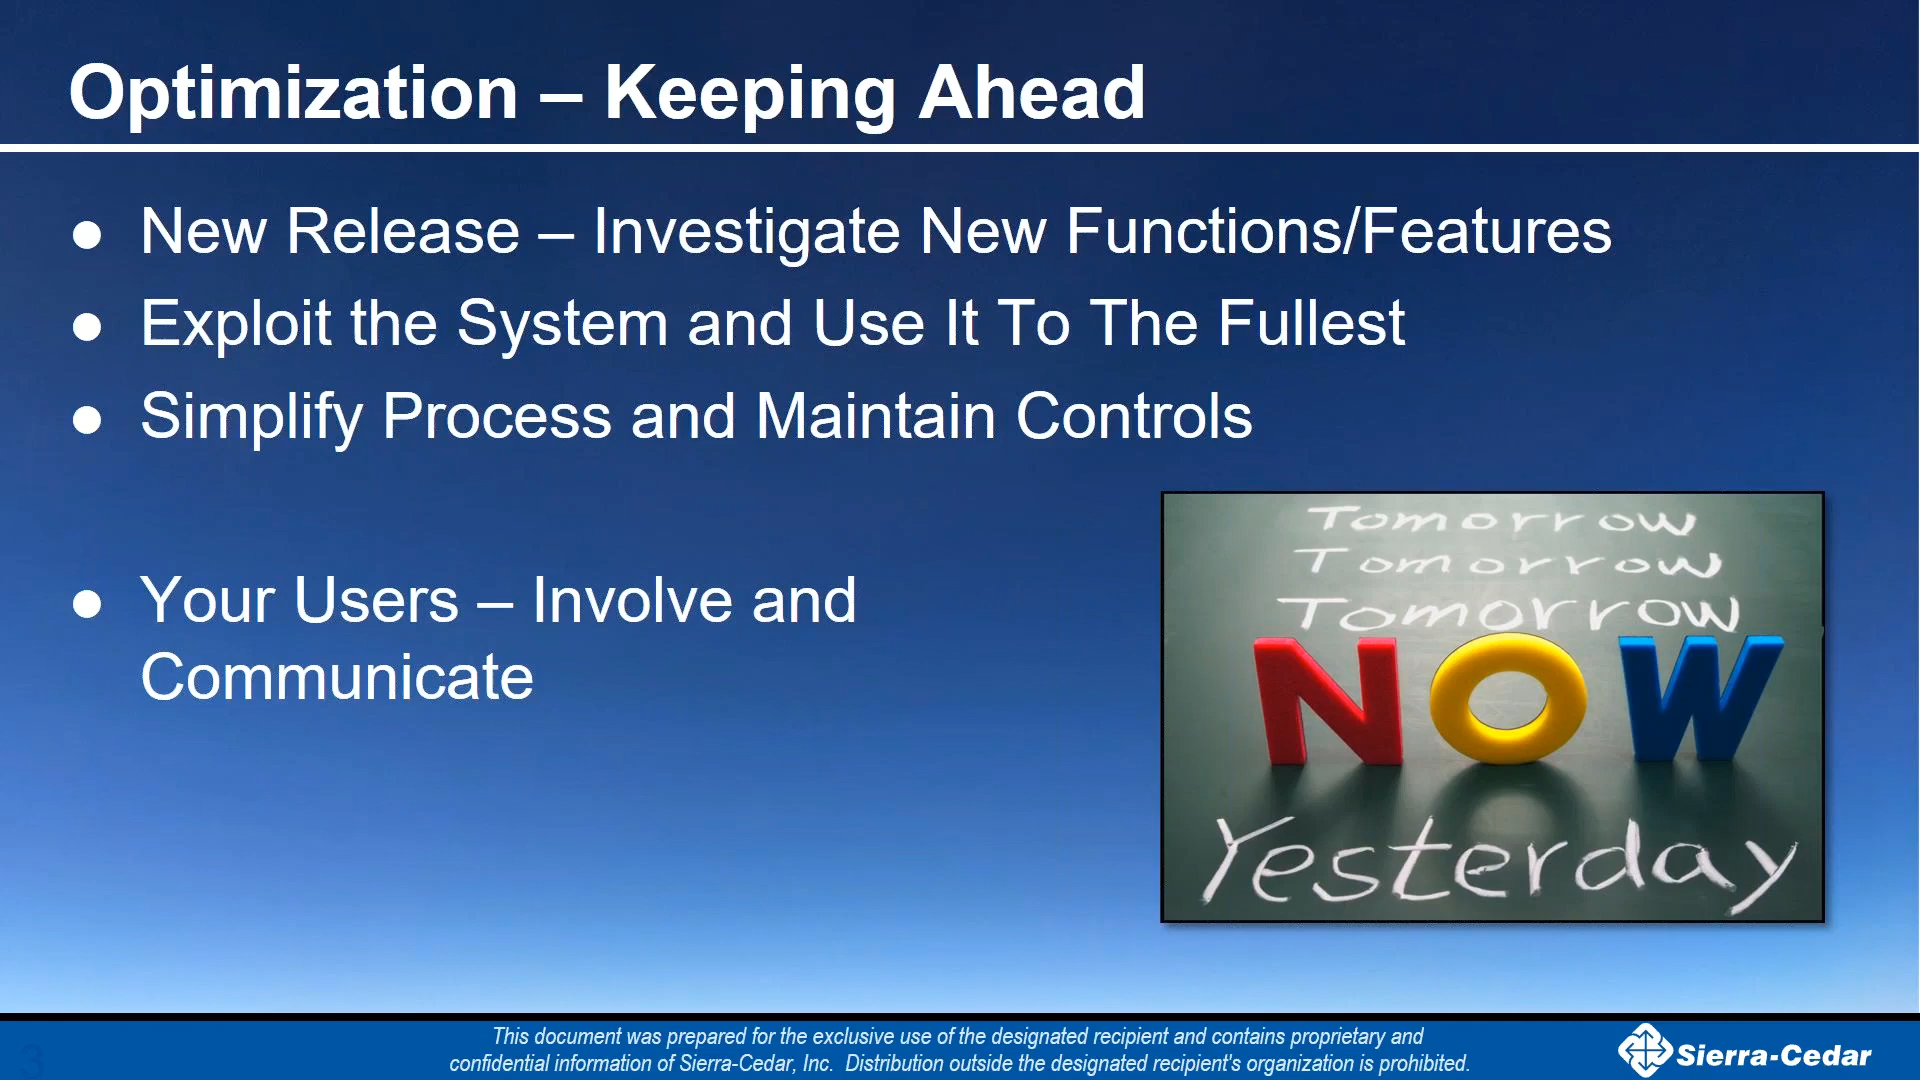 Optimization – Keeping Ahead
● New Release – Investigate New Functions/Features
● Exploit the System and Use It To The Fullest
● Simplify Process and Maintain Controls
● Your Users – Involve and
Communicate
Tomorrow
Tomorrow
Tomorrow
NOW
Yesterday
3
This document was prepared for the exclusive use of the designated recipient and contains proprietary and
confidential information of Sierra-Cedar, Inc. Distribution outside the designated recipient's organization is prohibited.
Sierra-Cedar